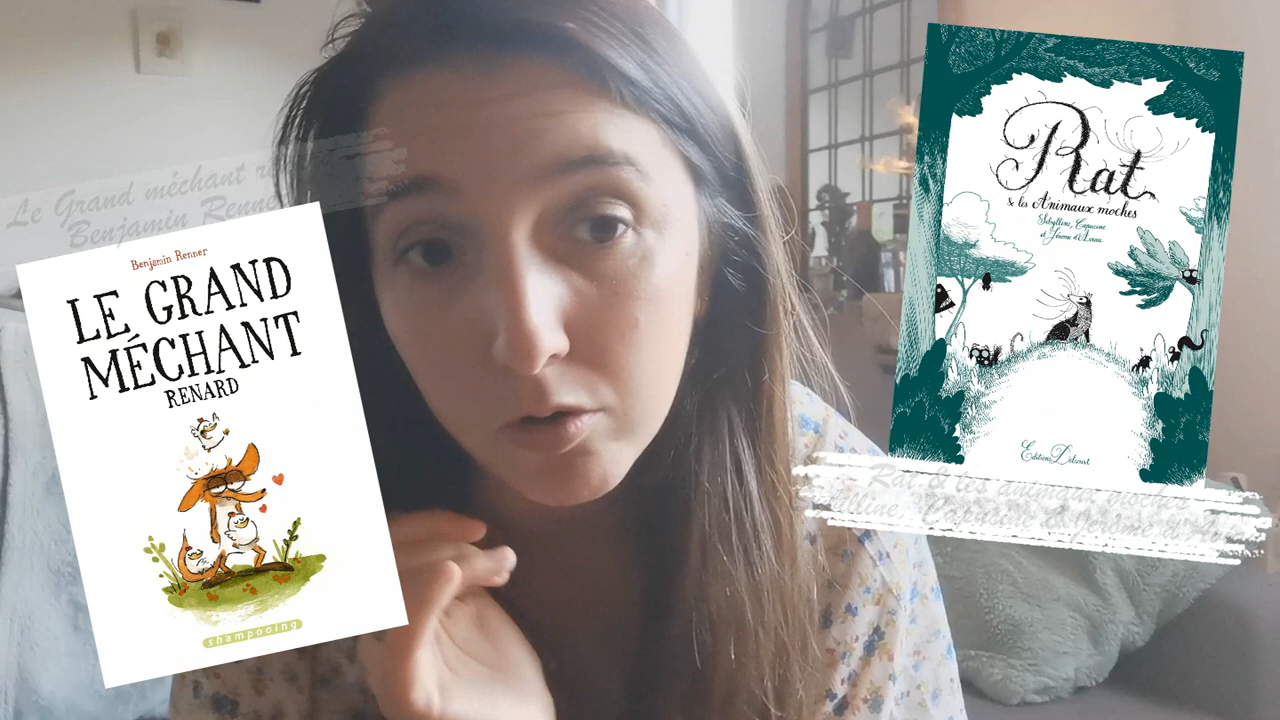 Le Grand méchant
Benjamin Renner
Benjamin Renner
LE GRAND
MÉCHANT
RENARD
shampooing
Rat
& les Animaux moches
Sibylline, Capucine
et Jérôme d'Aviau
Editions Delcourt
Rat & les animaux moches